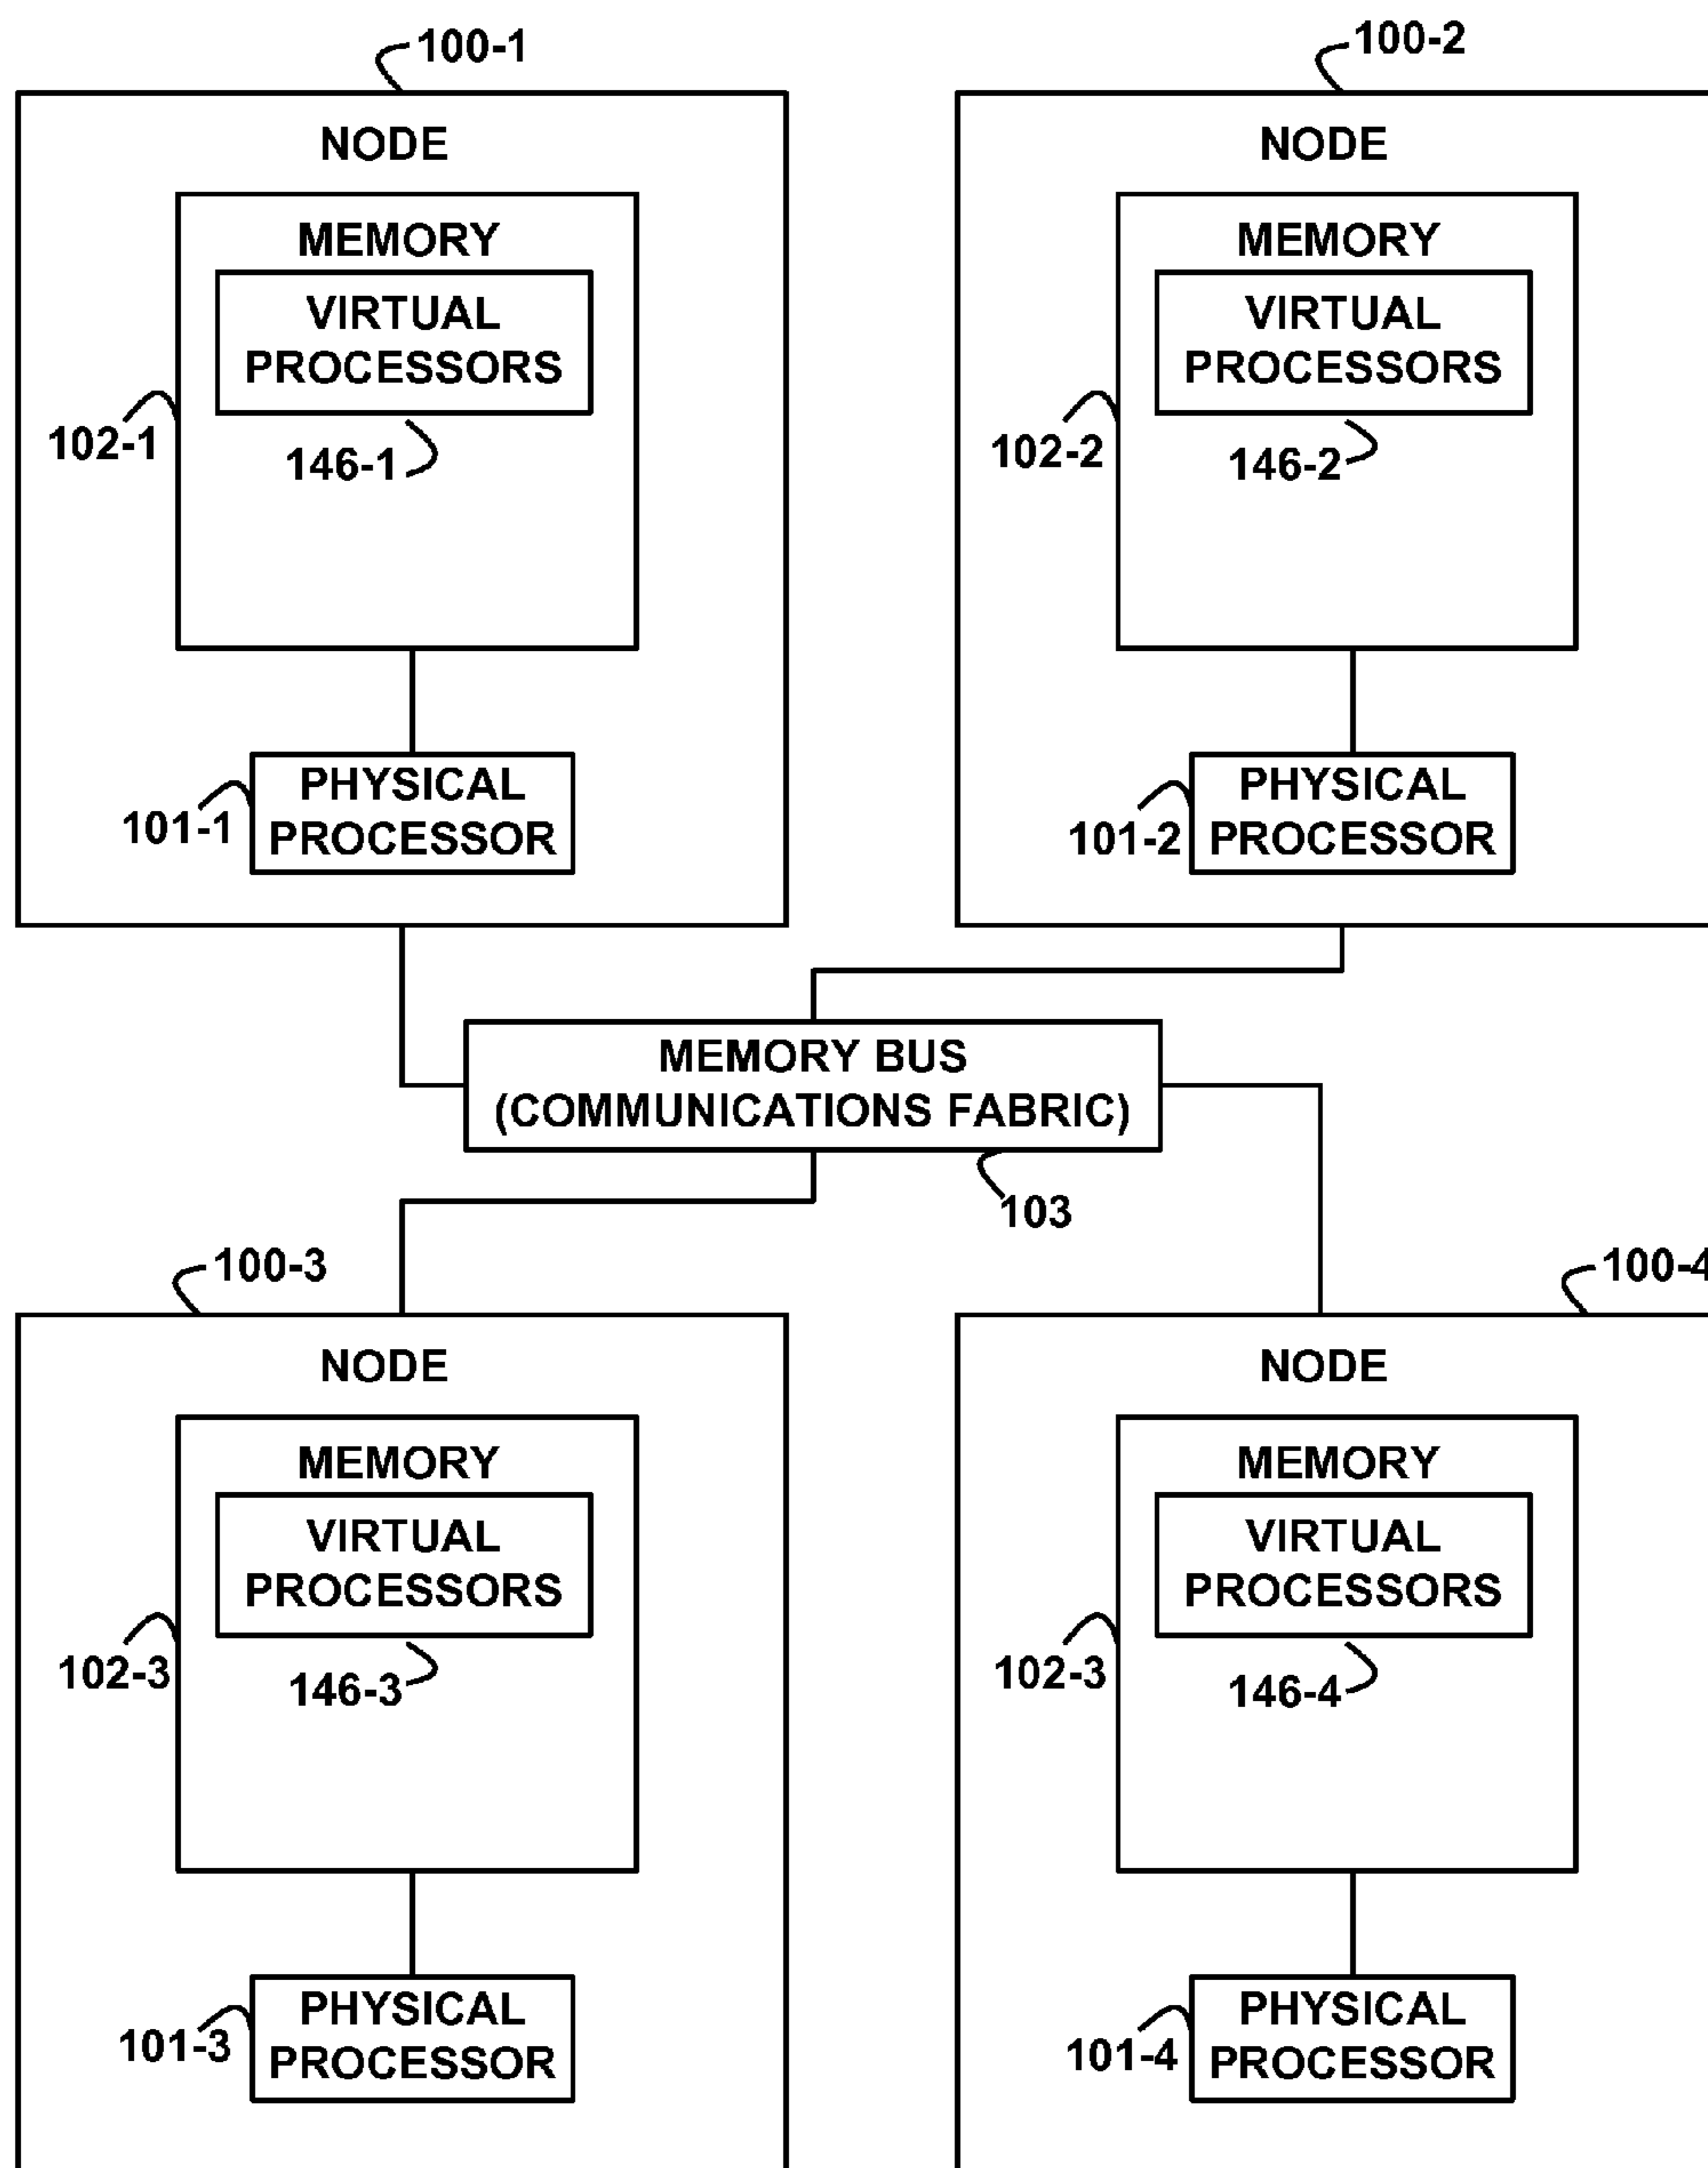 100-1
NODE
MEMORY
VIRTUAL
PROCESSORS
102-1
146-1
PHYSICAL
PROCESSOR
101-1
100-2
NODE
MEMORY
VIRTUAL
PROCESSORS
102-2
146-2
PHYSICAL
PROCESSOR
101-2
MEMORY BUS
(COMMUNICATIONS FABRIC)
103
100-3
NODE
MEMORY
VIRTUAL
PROCESSORS
102-3
146-3
PHYSICAL
PROCESSOR
101-3
100-4
NODE
MEMORY
VIRTUAL
PROCESSORS
102-3
146-4
PHYSICAL
PROCESSOR
101-4